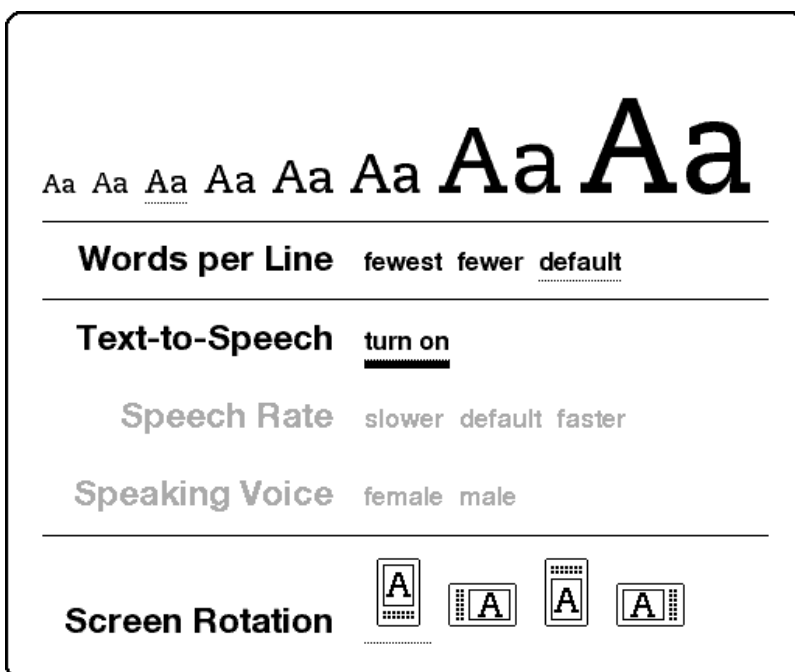 Aa Aa Aa Aa Aa Aa Aa Aa
Words per Line fewest fewer default
Text-to-Speech turn on
Speech Rate slower default faster
Speaking Voice female male
Screen Rotation A A A A